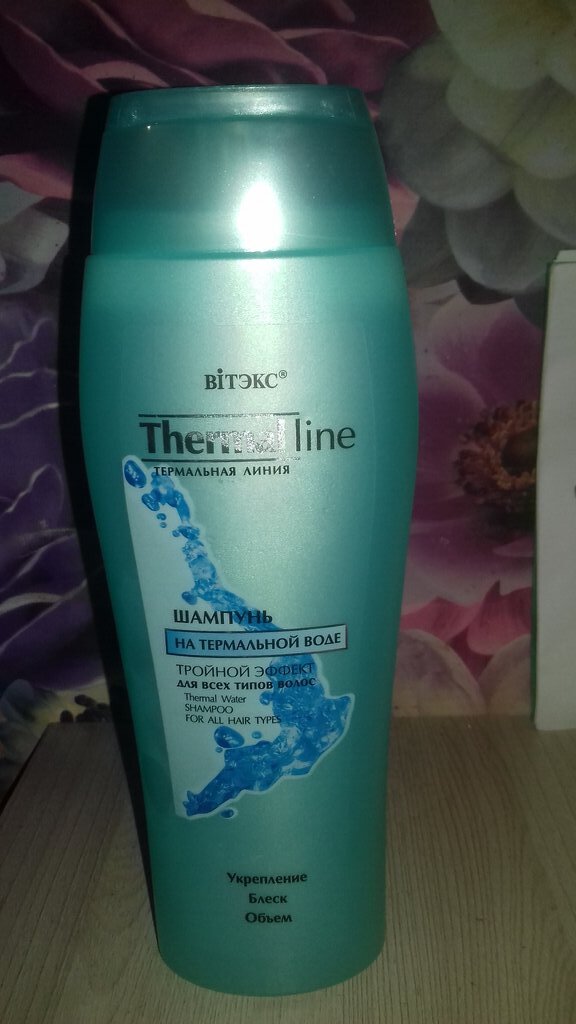 ВІТЭКС®
Thermal line
ТЕРМАЛЬНАЯ ЛИНИЯ
ШАМПУНЬ
НА ТЕРМАЛЬНОЙ ВОДЕ
ТРОЙНОЙ ЭФФЕКТ
для всех типов волос
Thermal Water
SHAMPOO
FOR ALL HAIR TYPES
Укрепление
Блеск
Объем